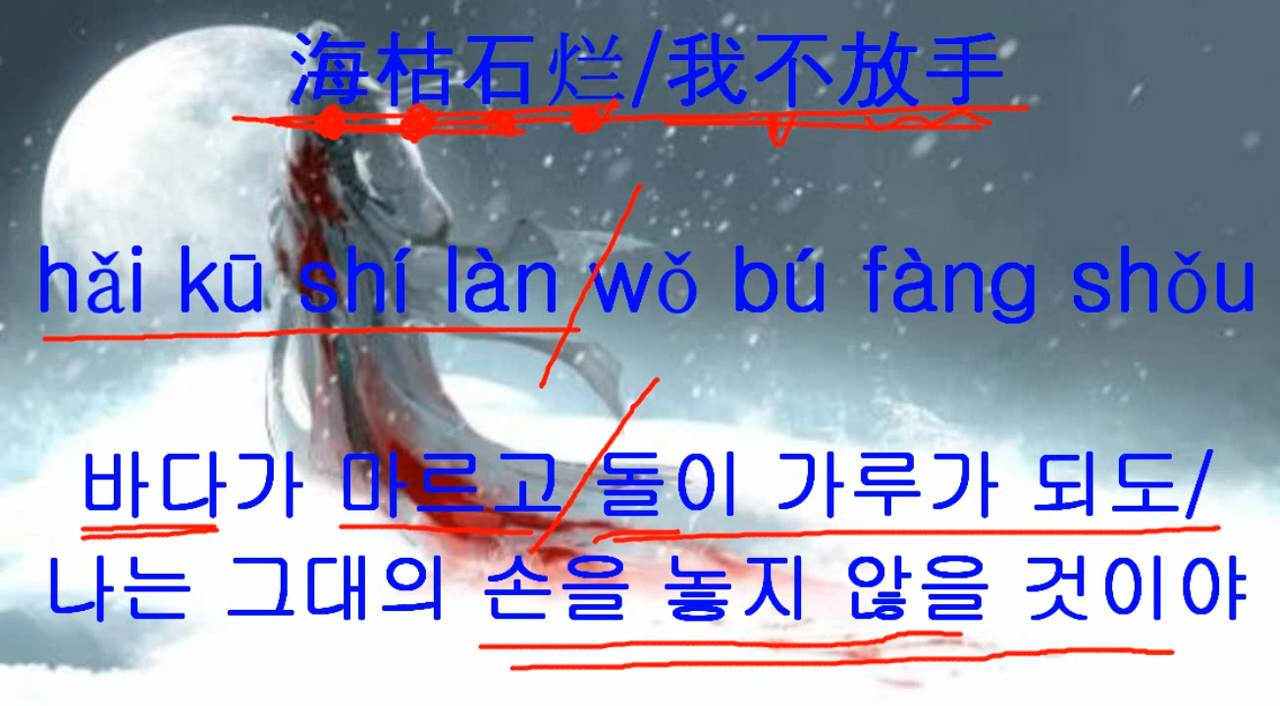 海枯石烂/我不放手
hǎi kū shí làn wǒ bú fàng shǒu
바다가 마르고 돌이 가루가 되도/
나는 그대의 손을 놓지 않을 것이야